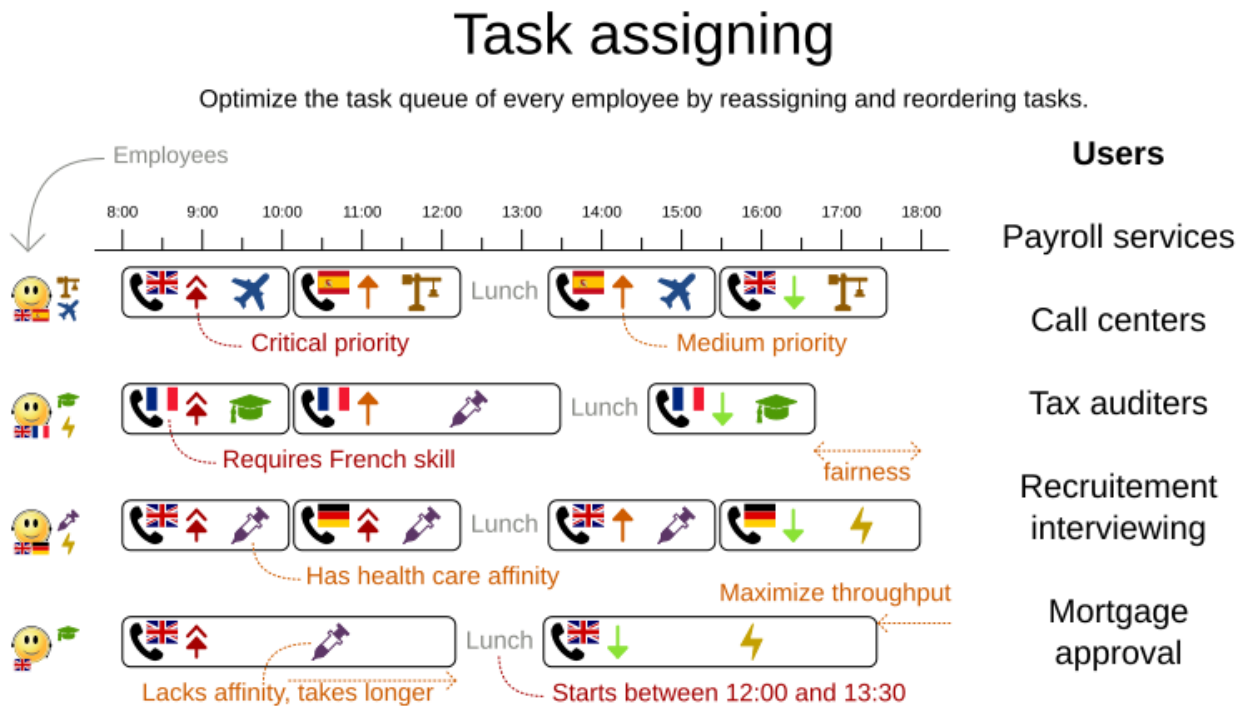 Task assigning
Optimize the task queue of every employee by reassigning and reordering tasks.
Employees
Users
8:00 9:00 10:00 11:00 12:00 13:00 14:00 15:00 16:00 17:00 18:00
Payroll services
Lunch
Call centers
Critical priority
Medium priority
Lunch
Tax auditers
Requires French skill
fairness
Recruitement
interviewing
Lunch
Has health care affinity
Maximize throughput
Mortgage
approval
Lunch
Lacks affinity, takes longer
Starts between 12:00 and 13:30